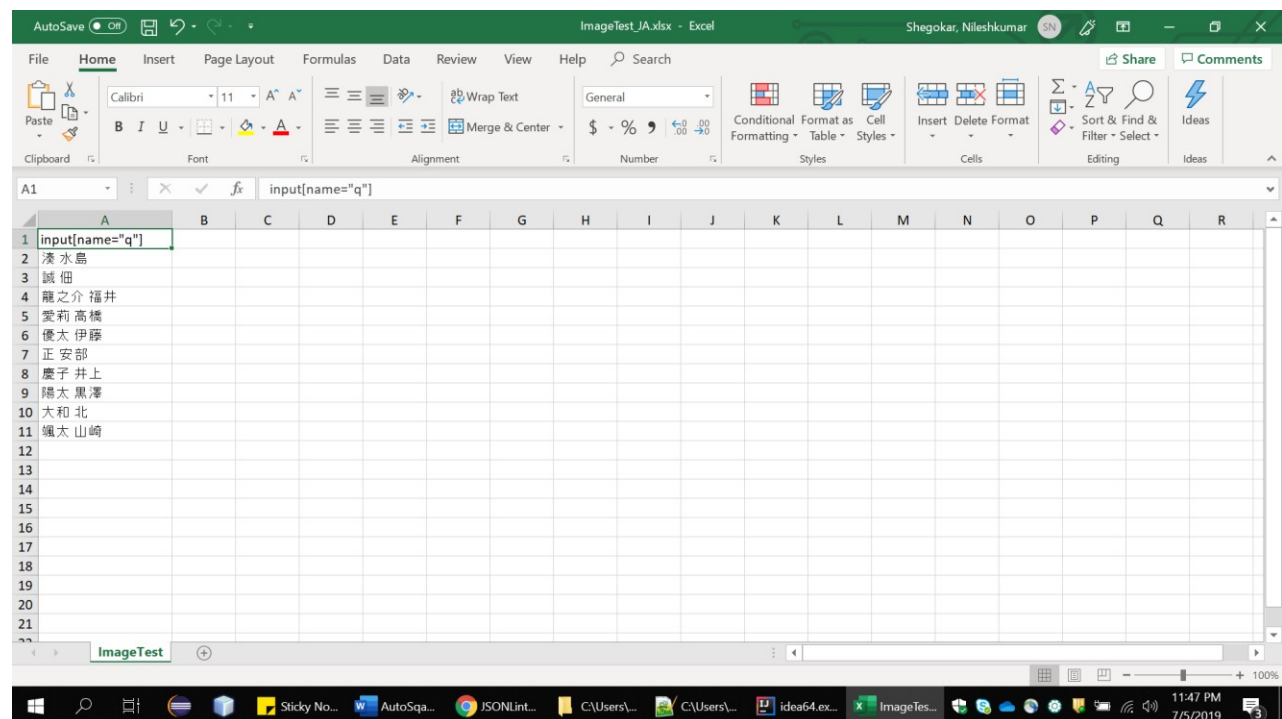 AutoSave Off ImageTest_JA.xlsx - Excel Shegokar, Nileshkumar SN
File Home Insert Page Layout Formulas Data Review View Help Search Share Comments
Paste Calibri 11 A^ A˅ Wrap Text General Conditional Formatting Format as Table Cell Styles Insert Delete Format Sort & Filter Find & Select Ideas
B I U A Merge & Center $ % 9 .00 .00
Clipboard Font Alignment Number Styles Cells Editing Ideas
A1 fx input[name="q"]
A B C D E F G H I J K L M N O P Q R
1 input[name="q"]
2 湊 水島
3 誠 佃
4 龍之介 福井
5 愛莉 高橋
6 優太 伊藤
7 正 安部
8 慶子 井上
9 陽太 黒澤
10 大和 北
11 颯太 山崎
12
13
14
15
16
17
18
19
20
21
22
ImageTest
100%
Sticky No... AutoSqa... JSONLint... C:\Users\... C:\Users\... idea64.ex... ImageTes... 11:47 PM
7/5/2019 3